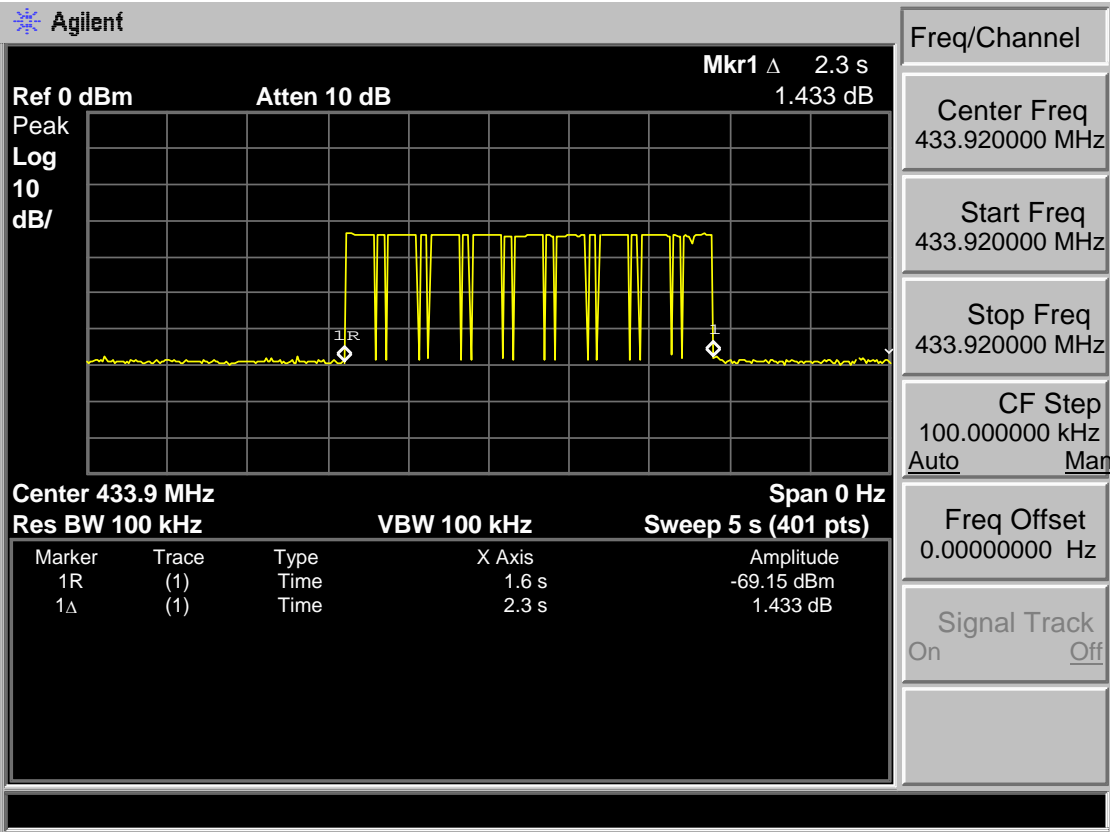 Agilent
Freq/Channel
Mkr1 Δ 2.3 s
Ref 0 dBm Atten 10 dB 1.433 dB
Peak
Log
10
dB/
1R
1
Center 433.9 MHz Span 0 Hz
Res BW 100 kHz VBW 100 kHz Sweep 5 s (401 pts)
Marker Trace Type X Axis Amplitude
1R (1) Time 1.6 s -69.15 dBm
1Δ (1) Time 2.3 s 1.433 dB
Center Freq
433.920000 MHz
Start Freq
433.920000 MHz
Stop Freq
433.920000 MHz
CF Step
100.000000 kHz
Auto Man
Freq Offset
0.00000000 Hz
Signal Track
On Off